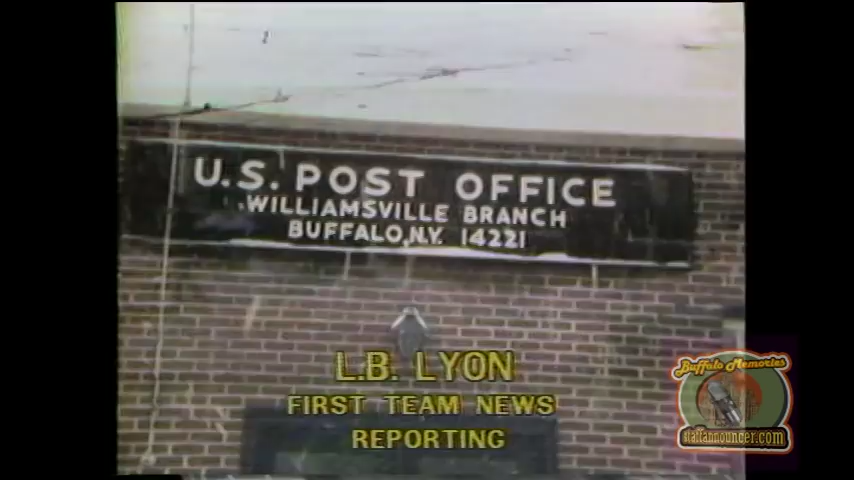 U.S. POST OFFICE
WILLIAMSVILLE BRANCH
BUFFALO, N.Y. 14221
L.B. LYON
FIRST TEAM NEWS
REPORTING
Buffalo Memories
staffannouncer.com